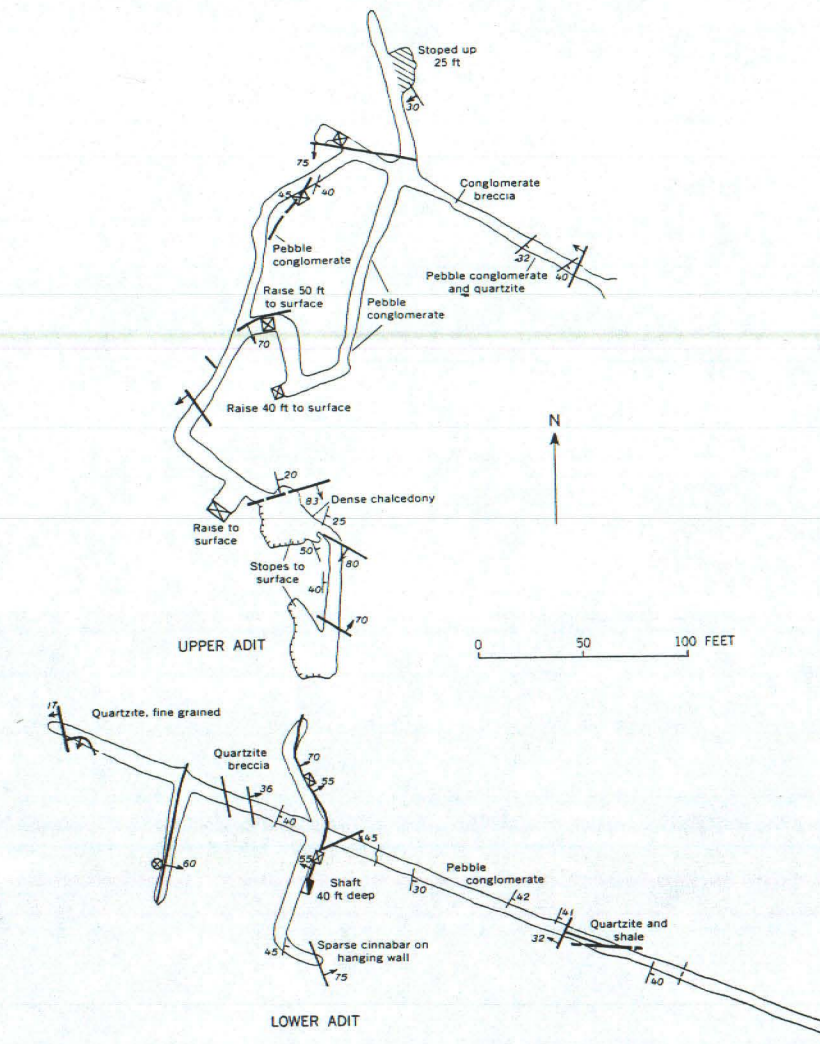 Stoped up
25 ft
30
75
45
40
Conglomerate
breccia
Pebble
conglomerate
32
40
Pebble conglomerate
and quartzite
Raise 50 ft
to surface
Pebble
conglomerate
70
Raise 40 ft to surface
N
20
83
Dense chalcedony
25
Raise to
surface
50
Stopes to
surface
80
40
70
UPPER ADIT
0 50 100 FEET
17
Quartzite, fine grained
Quartzite
breccia
70
36
55
40
45
60
55
Shaft
40 ft deep
Pebble
conglomerate
30
42
41
Quartzite and
shale
32
45
Sparse cinnabar on
hanging wall
75
40
LOWER ADIT